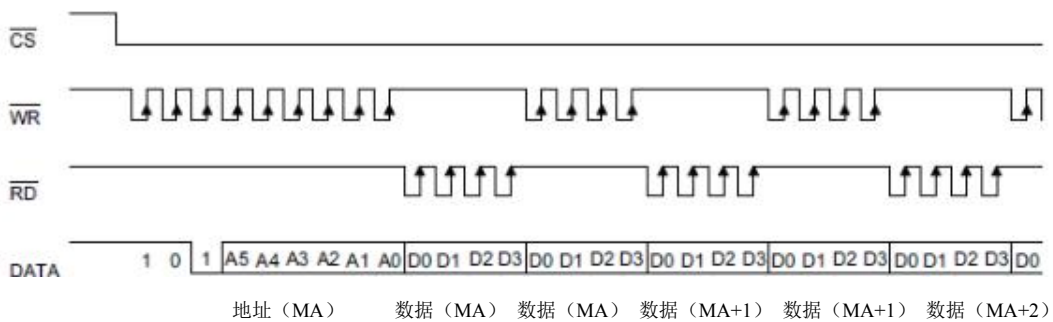 CS
WR
RD
DATA 1 0 1 A5 A4 A3 A2 A1 A0 D0 D1 D2 D3 D0 D1 D2 D3 D0 D1 D2 D3 D0 D1 D2 D3 D0 D1 D2 D3 D0
地址（MA） 数据（MA） 数据（MA） 数据（MA+1） 数据（MA+1） 数据（MA+2）